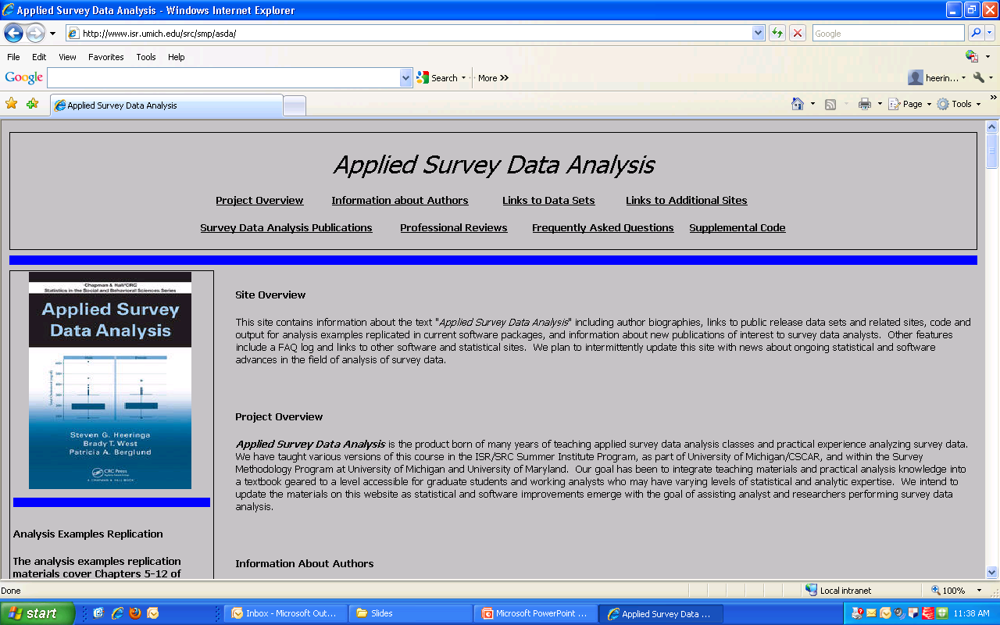 Applied Survey Data Analysis - Windows Internet Explorer
http://www.isr.umich.edu/src/smp/asda/
Google
File Edit View Favorites Tools Help
Google Search More >> heerin...
Applied Survey Data Analysis Page Tools >>
Applied Survey Data Analysis
Project Overview Information about Authors Links to Data Sets Links to Additional Sites
Survey Data Analysis Publications Professional Reviews Frequently Asked Questions Supplemental Code
Chapman & Hall/CRC
Statistics in the Social and Behavioral Sciences Series
Applied Survey
Data Analysis
Steven G. Heeringa
Brady T. West
Patricia A. Berglund
CRC Press
Analysis Examples Replication
The analysis examples replication
materials cover Chapters 5-12 of
Site Overview
This site contains information about the text "Applied Survey Data Analysis" including author biographies, links to public release data sets and related sites, code and
output for analysis examples replicated in current software packages, and information about new publications of interest to survey data analysts. Other features
include a FAQ log and links to other software and statistical sites. We plan to intermittently update this site with news about ongoing statistical and software
advances in the field of analysis of survey data.
Project Overview
Applied Survey Data Analysis is the product born of many years of teaching applied survey data analysis classes and practical experience analyzing survey data.
We have taught various versions of this course in the ISR/SRC Summer Institute Program, as part of University of Michigan/CSCAR, and within the Survey
Methodology Program at University of Michigan and University of Maryland. Our goal has been to integrate teaching materials and practical analysis knowledge into
a textbook geared to a level accessible for graduate students and working analysts who may have varying levels of statistical and analytic expertise. We intend to
update the materials on this website as statistical and software improvements emerge with the goal of assisting analyst and researchers performing survey data
analysis.
Information About Authors
Done Local intranet 100%
start Inbox - Microsoft Out... Slides Microsoft PowerPoint ... Applied Survey Data ... 11:38 AM